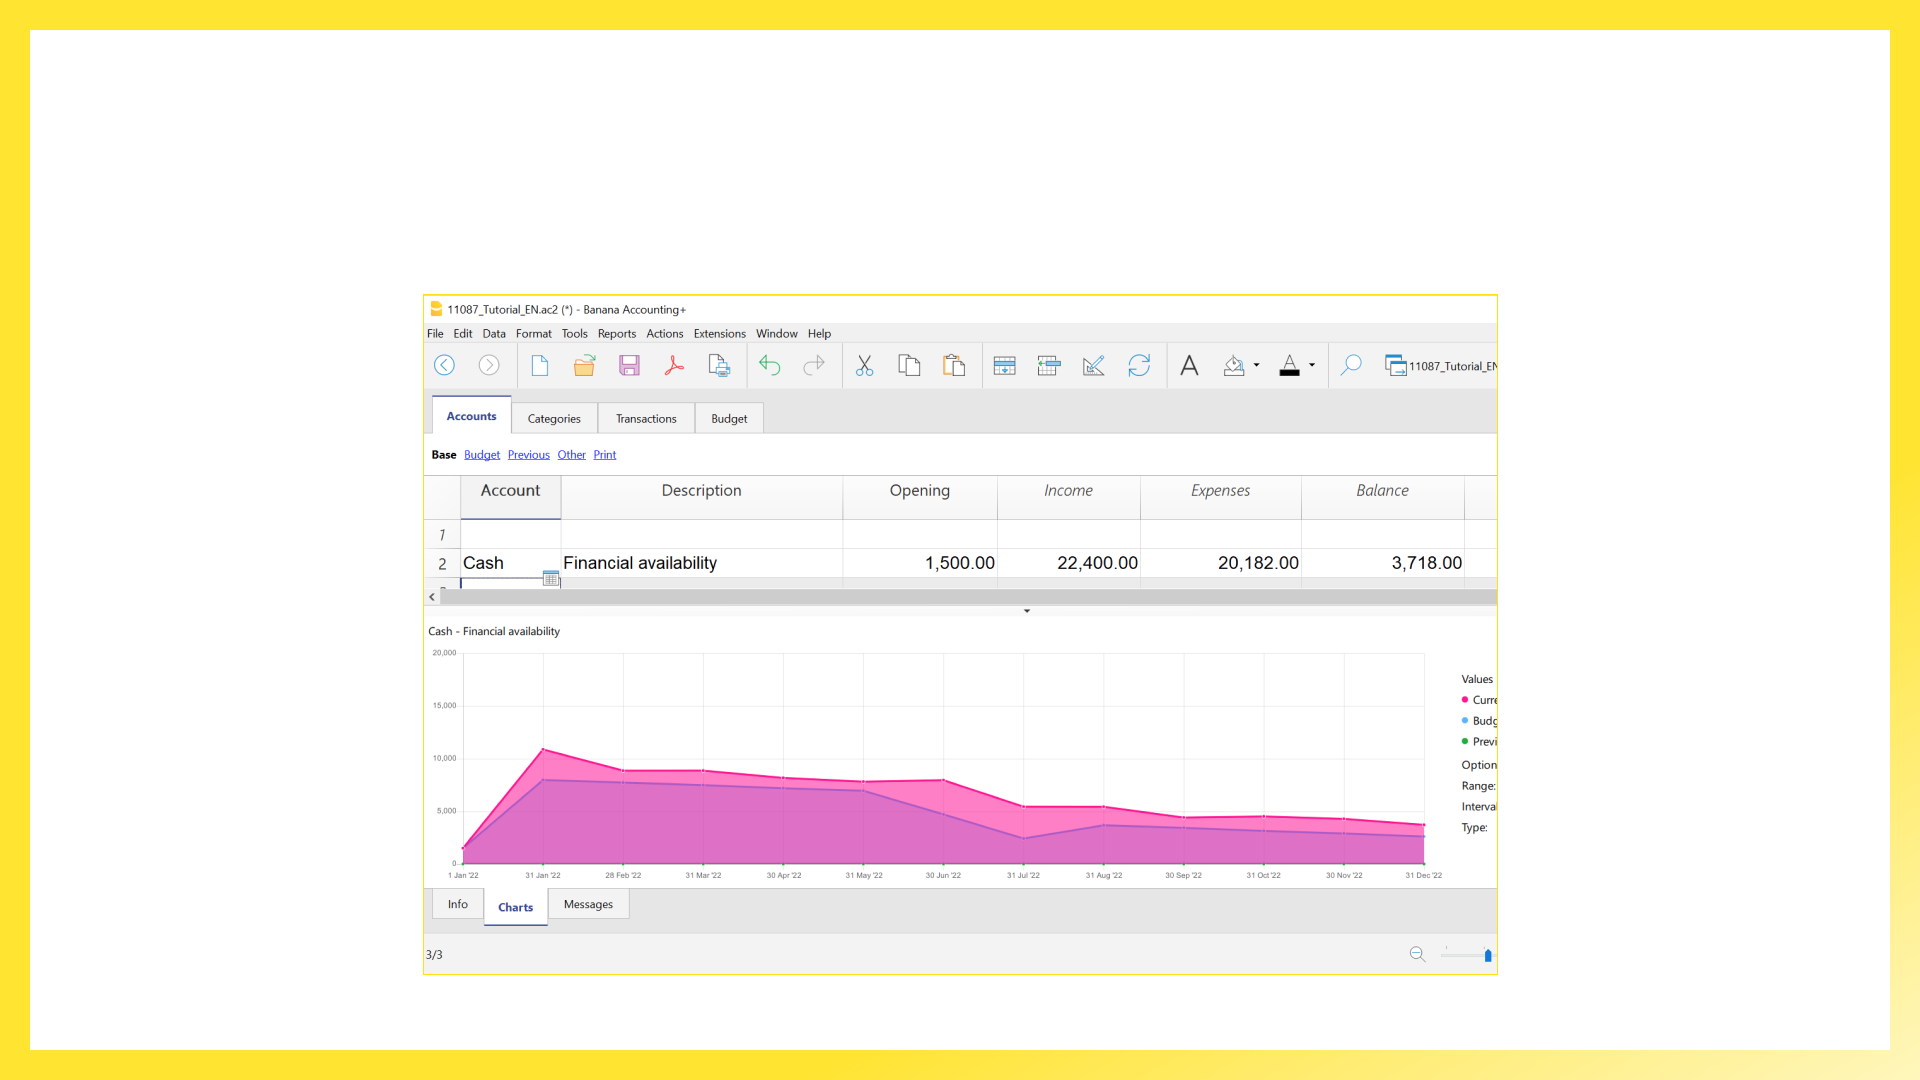 11087_Tutorial_EN.ac2 (*) - Banana Accounting+
File Edit Data Format Tools Reports Actions Extensions Window Help
11087_Tutorial_EN
Accounts Categories Transactions Budget
Base Budget Previous Other Print
Account Description Opening Income Expenses Balance
1
2 Cash Financial availability 1,500.00 22,400.00 20,182.00 3,718.00
Cash - Financial availability
20,000
15,000
10,000
5,000
0
1 Jan '22 31 Jan '22 28 Feb '22 31 Mar '22 30 Apr '22 31 May '22 30 Jun '22 31 Jul '22 31 Aug '22 30 Sep '22 31 Oct '22 30 Nov '22 31 Dec '22
Values
Curre
Budg
Previ
Option
Range:
Interval
Type:
Info Charts Messages
3/3